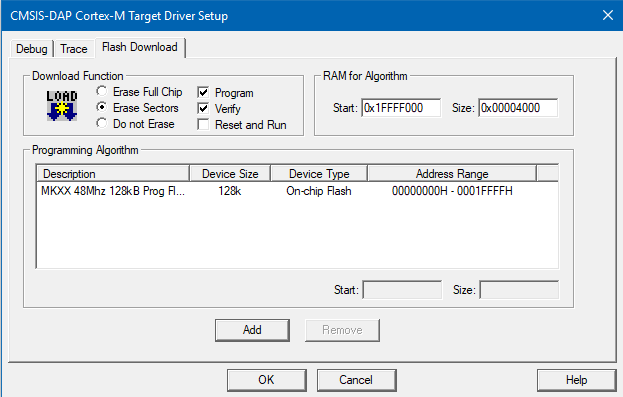 CMSIS-DAP Cortex-M Target Driver Setup
Debug Trace Flash Download
Download Function
LOAD
Erase Full Chip
Erase Sectors
Do not Erase
Program
Verify
Reset and Run
RAM for Algorithm
Start: 0x1FFFF000 Size: 0x00004000
Programming Algorithm
Description Device Size Device Type Address Range
MKXX 48Mhz 128kB Prog Fl... 128k On-chip Flash 00000000H - 0001FFFFH
Start: Size:
Add Remove
OK Cancel Help